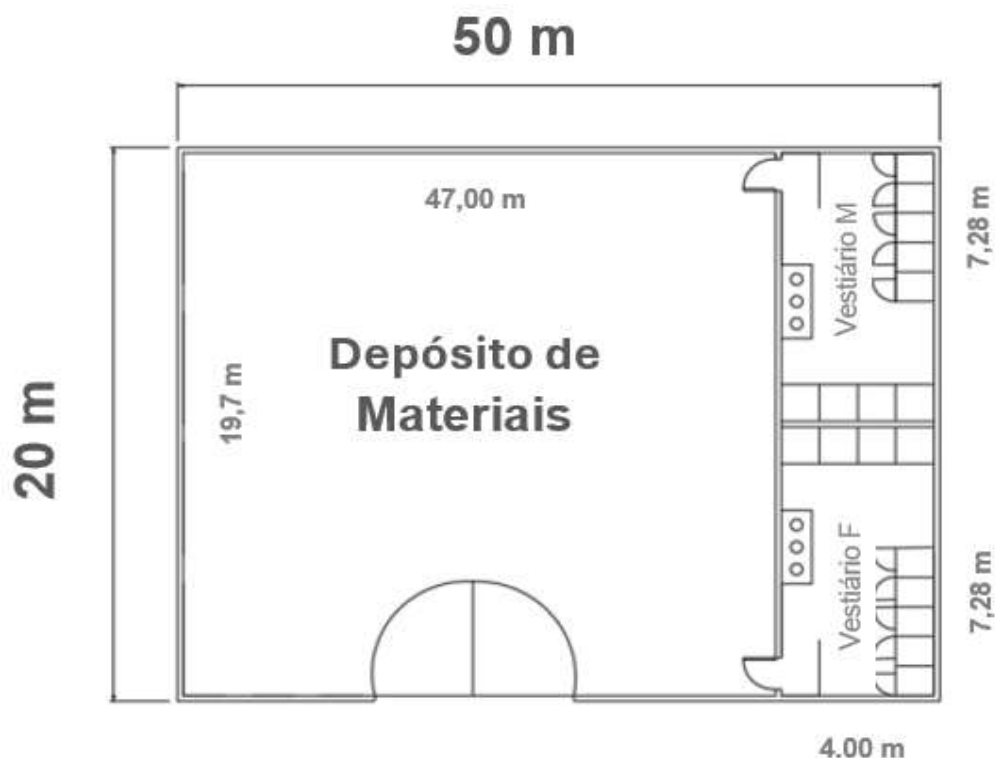 50 m
47,00 m
7,28 m
Vestiário M
Depósito de
Materiais
19,7 m
20 m
Vestiário F
7,28 m
4.00 m